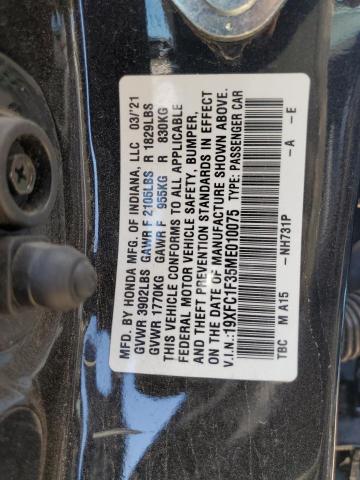 MFD. BY HONDA MFG. OF INDIANA, LLC 03/'21
GVWR 3902LBS GAWR F 2105LBS R 1829LBS
GVWR 1770KG GAWR F 955KG R 830KG
THIS VEHICLE CONFORMS TO ALL APPLICABLE
FEDERAL MOTOR VEHICLE SAFETY, BUMPER,
AND THEFT PREVENTION STANDARDS IN EFFECT
ON THE DATE OF MANUFACTURE SHOWN ABOVE.
V.I.N.:19XFC1F35ME010075 TYPE: PASSENGER CAR
TBC M A15 -NH731P -A -E